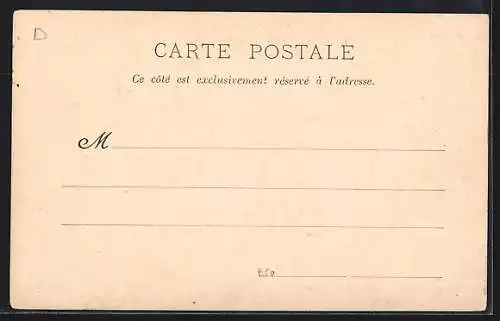 D
CARTE POSTALE
Ce côté est exclusivement réservé à l'adresse.
M